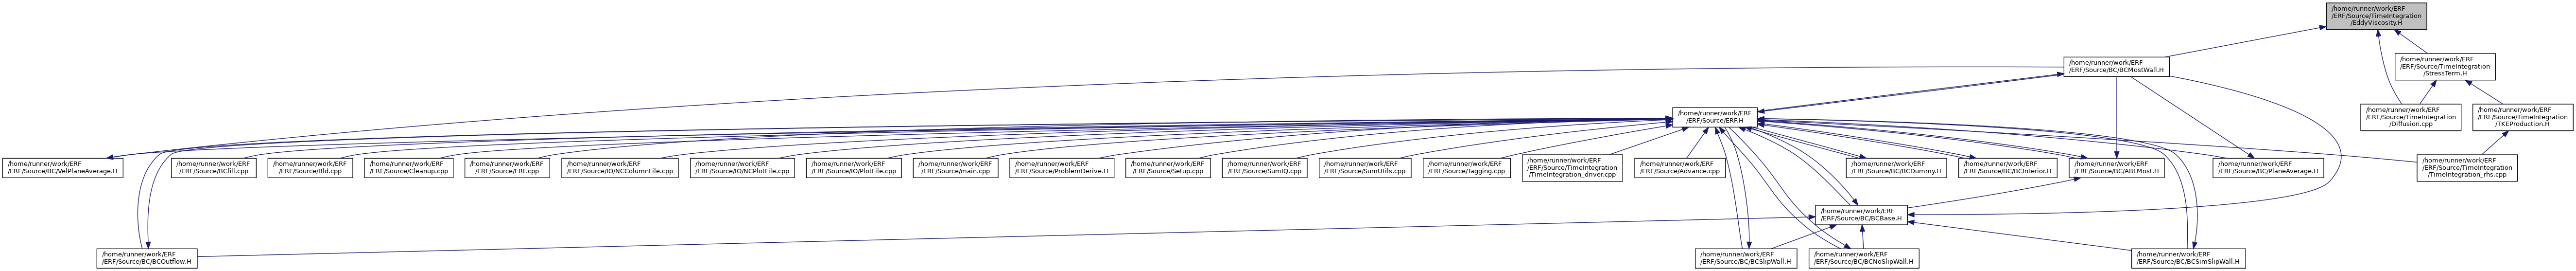 /home/runner/work/ERF
/ERF/Source/TimeIntegration
/EddyViscosity.H
/home/runner/work/ERF
/ERF/Source/BC/BCMostWall.H
/home/runner/work/ERF
/ERF/Source/TimeIntegration
/StressTerm.H
/home/runner/work/ERF
/ERF/Source/ERF.H
/home/runner/work/ERF
/ERF/Source/TimeIntegration
/Diffusion.cpp
/home/runner/work/ERF
/ERF/Source/TimeIntegration
/TKEProduction.H
/home/runner/work/ERF
/ERF/Source/BC/VelPlaneAverage.H
/home/runner/work/ERF
/ERF/Source/BCfill.cpp
/home/runner/work/ERF
/ERF/Source/Bld.cpp
/home/runner/work/ERF
/ERF/Source/Cleanup.cpp
/home/runner/work/ERF
/ERF/Source/ERF.cpp
/home/runner/work/ERF
/ERF/Source/IO/NCColumnFile.cpp
/home/runner/work/ERF
/ERF/Source/IO/NCPlotFile.cpp
/home/runner/work/ERF
/ERF/Source/IO/PlotFile.cpp
/home/runner/work/ERF
/ERF/Source/main.cpp
/home/runner/work/ERF
/ERF/Source/ProblemDerive.H
/home/runner/work/ERF
/ERF/Source/Setup.cpp
/home/runner/work/ERF
/ERF/Source/SumIQ.cpp
/home/runner/work/ERF
/ERF/Source/SumUtils.cpp
/home/runner/work/ERF
/ERF/Source/Tagging.cpp
/home/runner/work/ERF
/ERF/Source/TimeIntegration
/TimeIntegration_driver.cpp
/home/runner/work/ERF
/ERF/Source/Advance.cpp
/home/runner/work/ERF
/ERF/Source/BC/BCDummy.H
/home/runner/work/ERF
/ERF/Source/BC/BCInterior.H
/home/runner/work/ERF
/ERF/Source/BC/ABLMost.H
/home/runner/work/ERF
/ERF/Source/BC/PlaneAverage.H
/home/runner/work/ERF
/ERF/Source/TimeIntegration
/TimeIntegration_rhs.cpp
/home/runner/work/ERF
/ERF/Source/BC/BCBase.H
/home/runner/work/ERF
/ERF/Source/BC/BCOutflow.H
/home/runner/work/ERF
/ERF/Source/BC/BCSlipWall.H
/home/runner/work/ERF
/ERF/Source/BC/BCNoSlipWall.H
/home/runner/work/ERF
/ERF/Source/BC/BCSimSlipWall.H